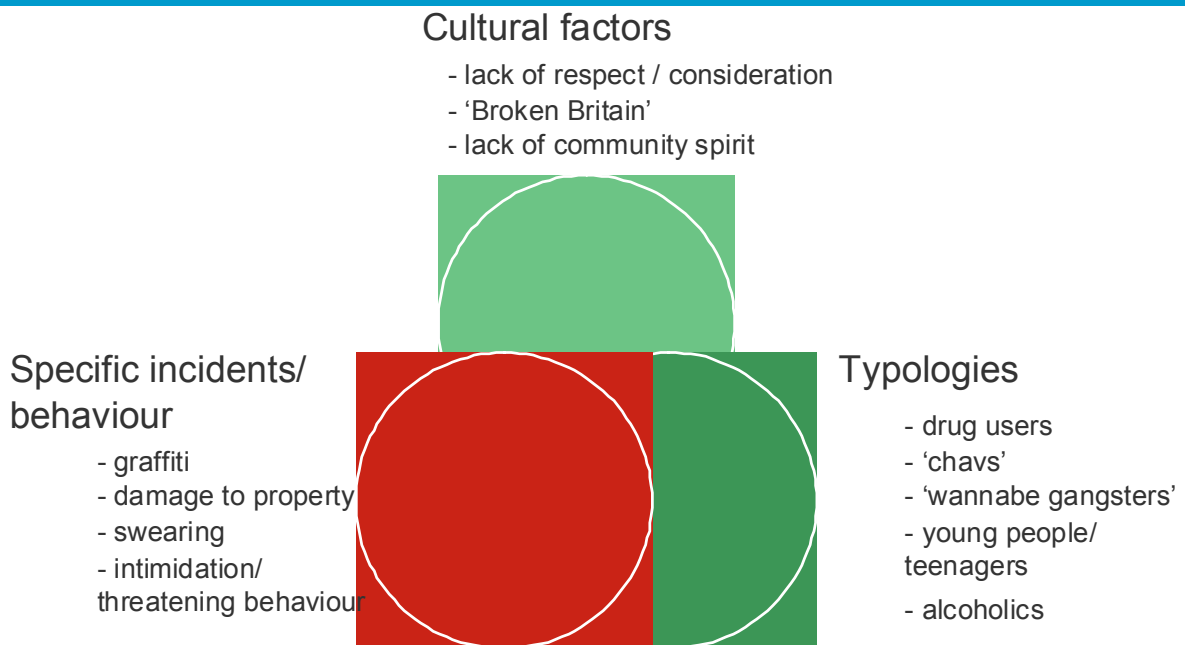 Cultural factors
- lack of respect / consideration
- ‘Broken Britain’
- lack of community spirit
Specific incidents/
behaviour
- graffiti
- damage to property
- swearing
- intimidation/
threatening behaviour
Typologies
- drug users
- ‘chavs’
- ‘wannabe gangsters’
- young people/
teenagers
- alcoholics